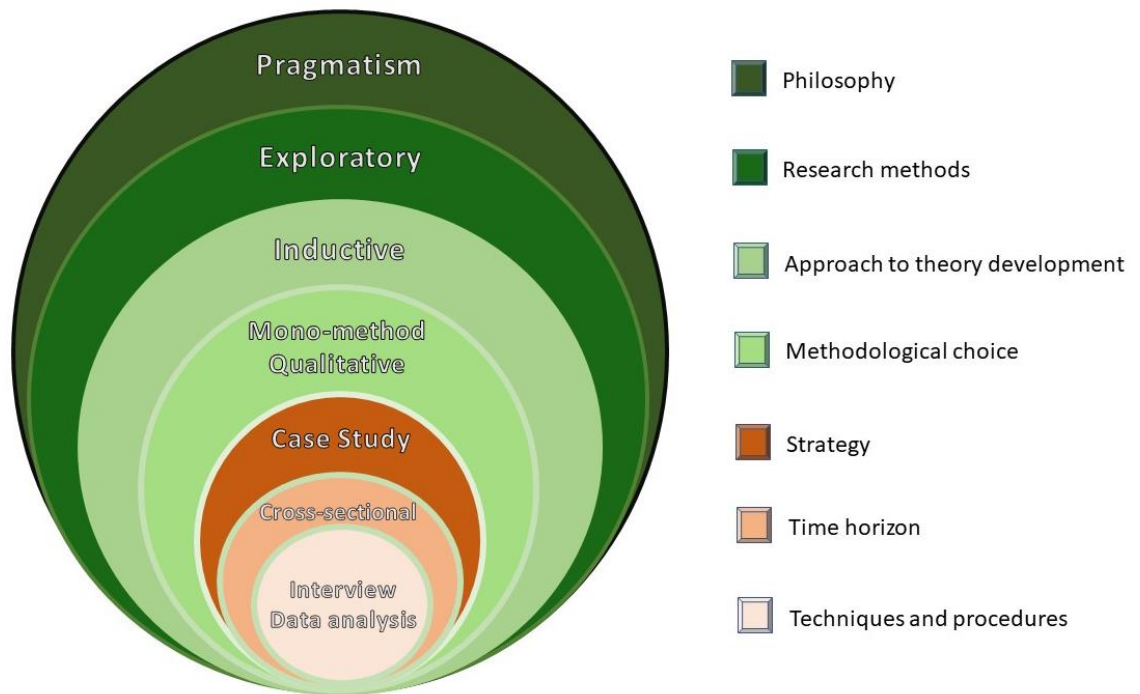 Pragmatism
Exploratory
Inductive
Mono-method
Qualitative
Case Study
Cross-sectional
Interview
Data analysis
Philosophy
Research methods
Approach to theory development
Methodological choice
Strategy
Time horizon
Techniques and procedures